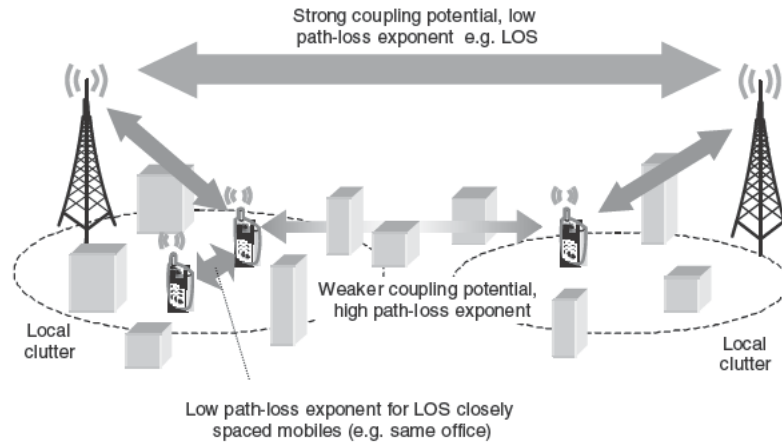 Strong coupling potential, low
path-loss exponent e.g. LOS
Weaker coupling potential,
high path-loss exponent
Local
clutter
Local
clutter
Low path-loss exponent for LOS closely
spaced mobiles (e.g. same office)